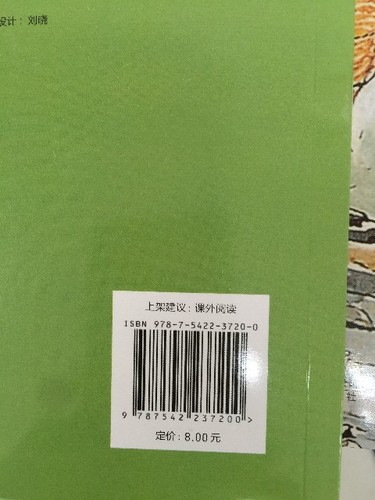 设计：刘晓
上架建议：课外阅读
ISBN 978-7-5422-3720-0
9 787542 237200 >
定价：8.00元
社